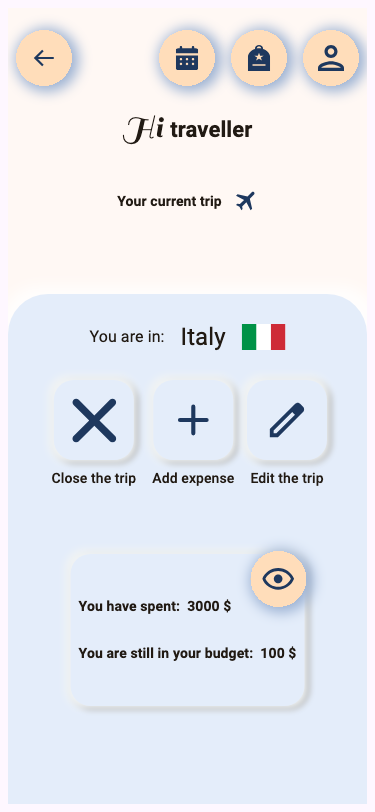 Hi traveller
Your current trip
You are in: Italy
Close the trip Add expense Edit the trip
You have spent: 3000 $
You are still in your budget: 100 $